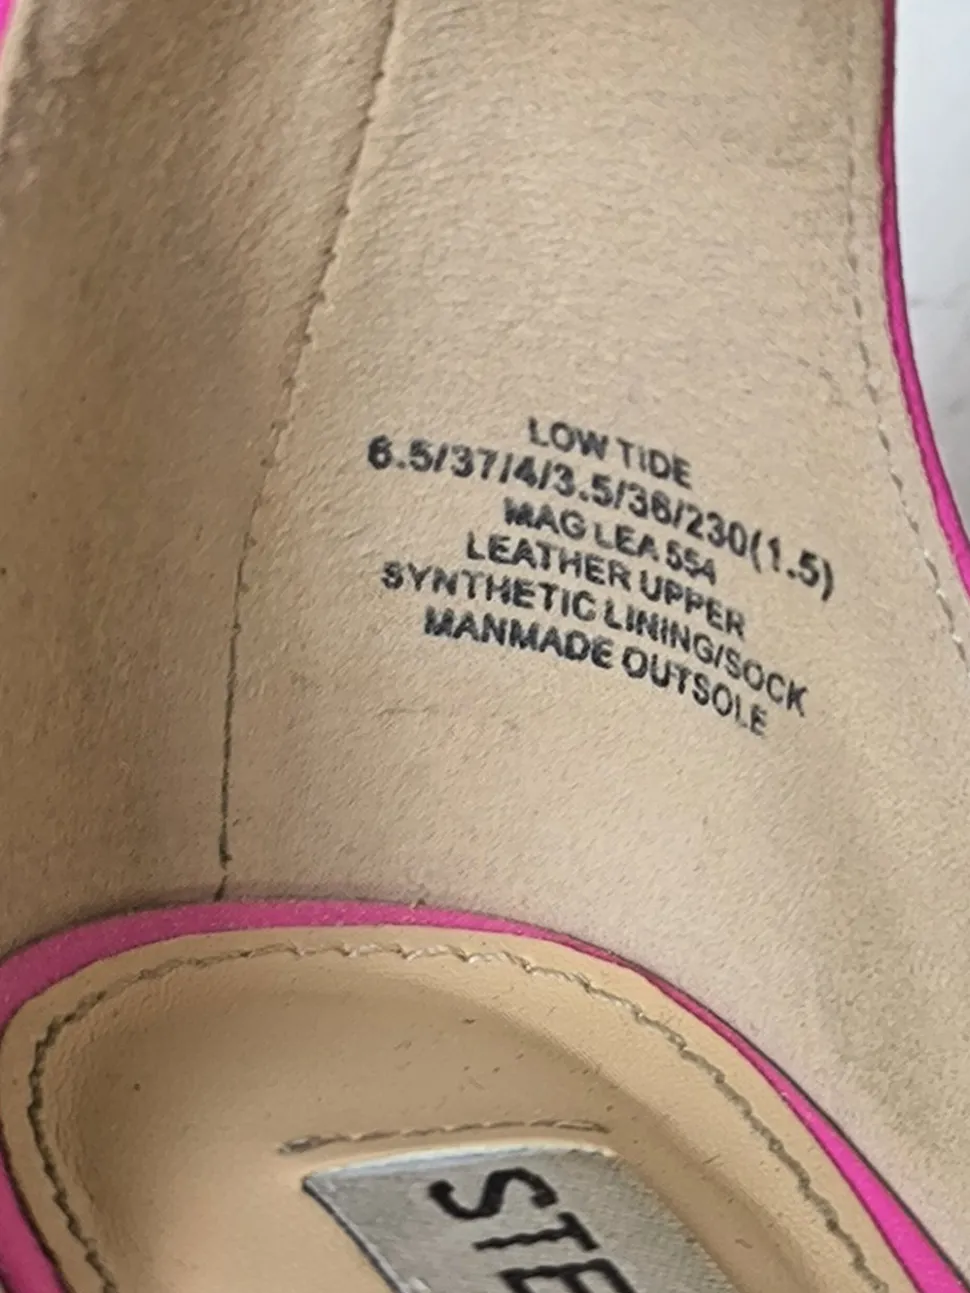 LOW TIDE
6.5/37/4/3.5/36/230(1.5)
MAG LEA 554
LEATHER UPPER
SYNTHETIC LINING/SOCK
MANMADE OUTSOLE
STE